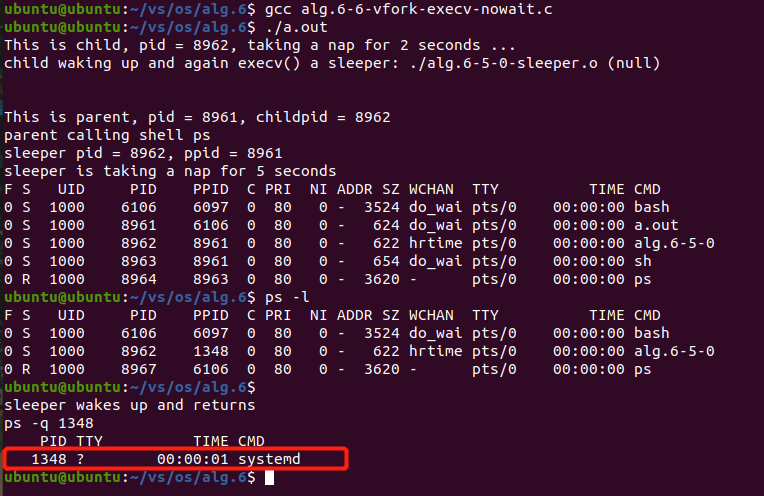 ubuntu@ubuntu:~/vs/os/alg.6$ gcc alg.6-6-vfork-execv-nowait.c
ubuntu@ubuntu:~/vs/os/alg.6$ ./a.out
This is child, pid = 8962, taking a nap for 2 seconds ...
child waking up and again execv() a sleeper: ./alg.6-5-0-sleeper.o (null)
This is parent, pid = 8961, childpid = 8962
parent calling shell ps
sleeper pid = 8962, ppid = 8961
sleeper is taking a nap for 5 seconds
F S   UID     PID    PPID  C PRI  NI ADDR SZ WCHAN  TTY          TIME CMD
0 S  1000    6106    6097  0  80   0 -  3524 do_wai pts/0    00:00:00 bash
0 S  1000    8961    6106  0  80   0 -   624 do_wai pts/0    00:00:00 a.out
0 S  1000    8962    8961  0  80   0 -   622 hrtime pts/0    00:00:00 alg.6-5-0
0 S  1000    8963    8961  0  80   0 -   654 do_wai pts/0    00:00:00 sh
0 R  1000    8964    8963  0  80   0 -  3620 -      pts/0    00:00:00 ps
ubuntu@ubuntu:~/vs/os/alg.6$ ps -l
F S   UID     PID    PPID  C PRI  NI ADDR SZ WCHAN  TTY          TIME CMD
0 S  1000    6106    6097  0  80   0 -  3524 do_wai pts/0    00:00:00 bash
0 S  1000    8962    1348  0  80   0 -   622 hrtime pts/0    00:00:00 alg.6-5-0
0 R  1000    8967    6106  0  80   0 -  3620 -      pts/0    00:00:00 ps
ubuntu@ubuntu:~/vs/os/alg.6$
sleeper wakes up and returns
ps -q 1348
    PID TTY          TIME CMD
   1348 ?        00:00:01 systemd
ubuntu@ubuntu:~/vs/os/alg.6$